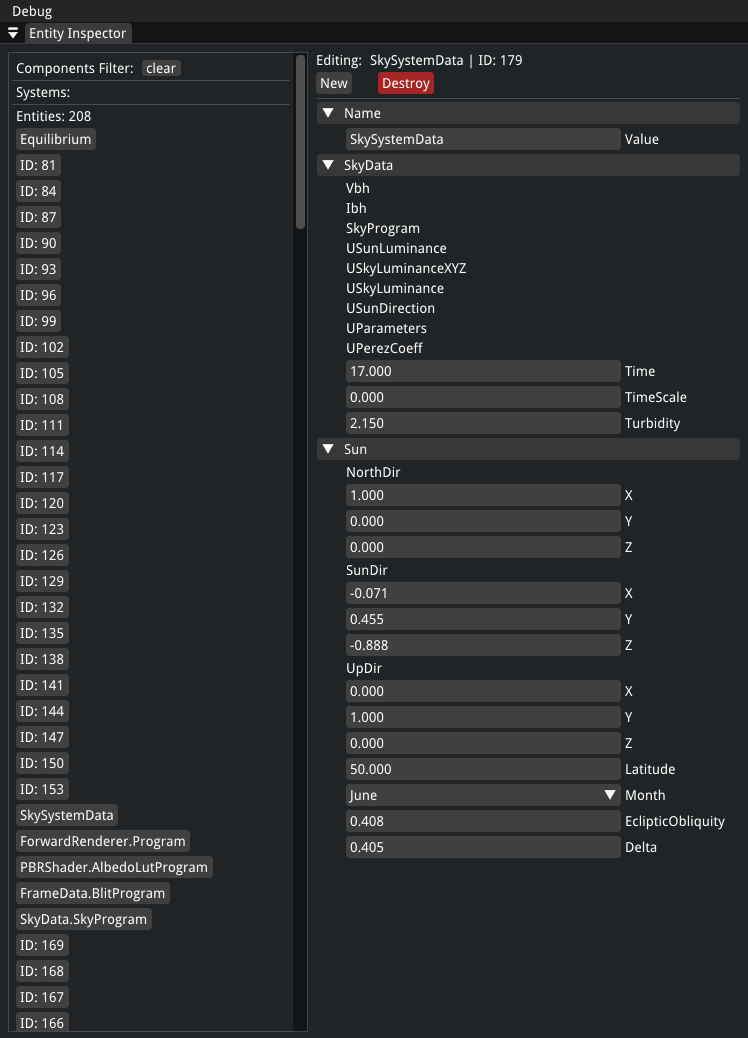 Debug
Entity Inspector
Components Filter: clear
Systems:
Entities: 208
Equilibrium
ID: 81
ID: 84
ID: 87
ID: 90
ID: 93
ID: 96
ID: 99
ID: 102
ID: 105
ID: 108
ID: 111
ID: 114
ID: 117
ID: 120
ID: 123
ID: 126
ID: 129
ID: 132
ID: 135
ID: 138
ID: 141
ID: 144
ID: 147
ID: 150
ID: 153
SkySystemData
ForwardRenderer.Program
PBRShader.AlbedoLutProgram
FrameData.BlitProgram
SkyData.SkyProgram
ID: 169
ID: 168
ID: 167
ID: 166
Editing: SkySystemData | ID: 179
New Destroy
Name
SkySystemData Value
SkyData
Vbh
Ibh
SkyProgram
USunLuminance
USkyLuminanceXYZ
USkyLuminance
USunDirection
UParameters
UPerezCoeff
17.000 Time
0.000 TimeScale
2.150 Turbidity
Sun
NorthDir
1.000 X
0.000 Y
0.000 Z
SunDir
-0.071 X
0.455 Y
-0.888 Z
UpDir
0.000 X
1.000 Y
0.000 Z
50.000 Latitude
June Month
0.408 EclipticObliquity
0.405 Delta